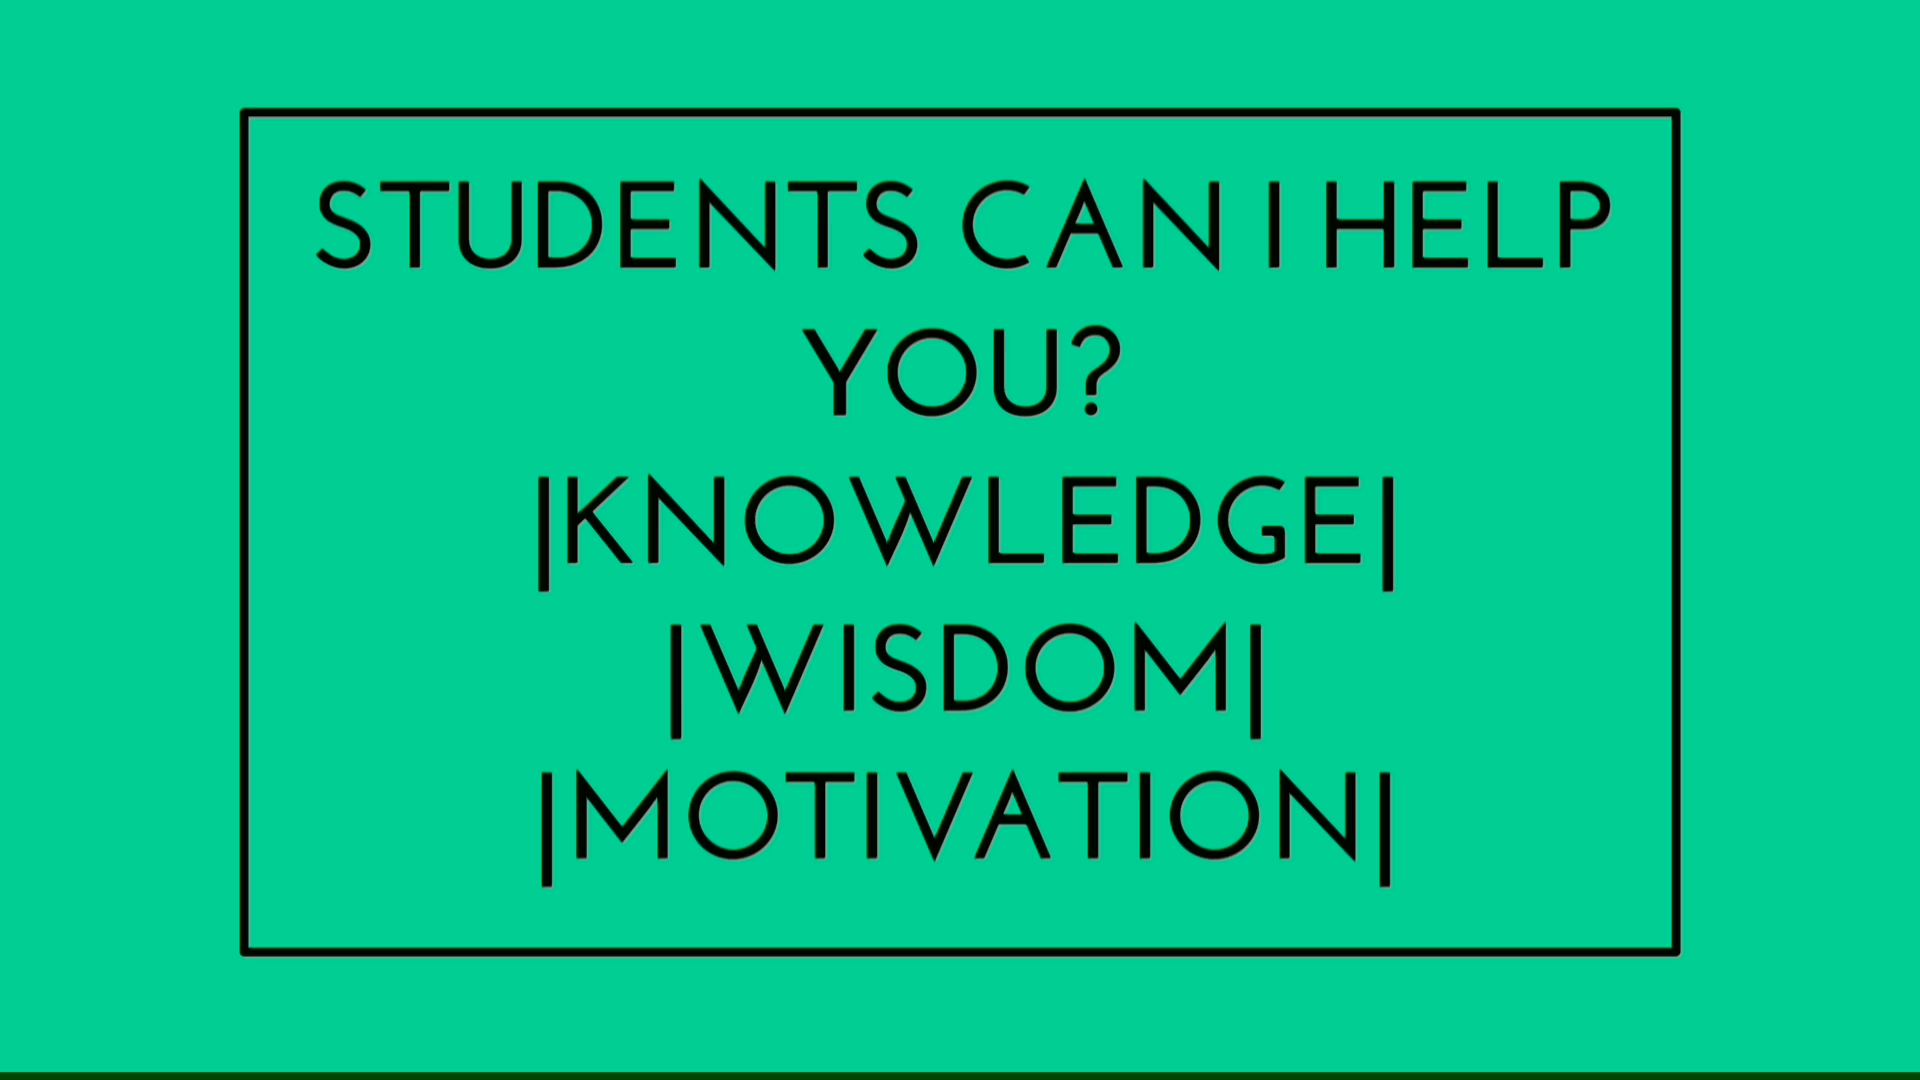 STUDENTS CAN I HELP
YOU?
|KNOWLEDGE|
|WISDOM|
|MOTIVATION|